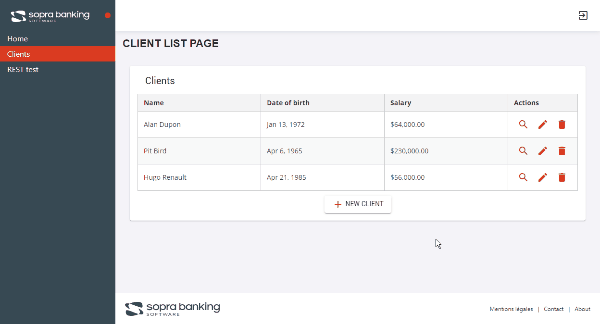 sopra banking
SOFTWARE
Home
Clients
REST test
CLIENT LIST PAGE
Clients
Name Date of birth Salary Actions
Alan Dupon Jan 13, 1972 $64,000.00
Pit Bird Apr 6, 1965 $230,000.00
Hugo Renault Apr 21, 1985 $56,000.00
+ NEW CLIENT
sopra banking
SOFTWARE
Mentions légales | Contact | About